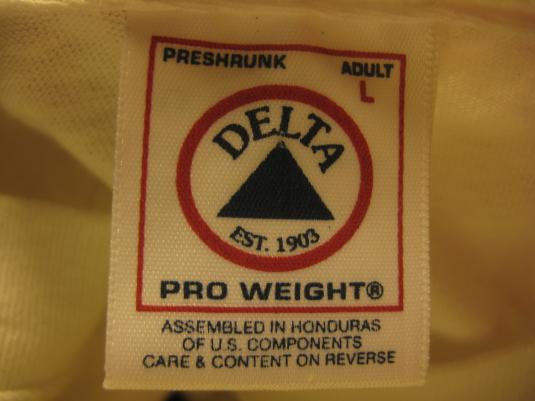 PRESHRUNK
ADULT
L
DELTA
EST. 1903
PRO WEIGHT®
ASSEMBLED IN HONDURAS
OF U.S. COMPONENTS
CARE & CONTENT ON REVERSE